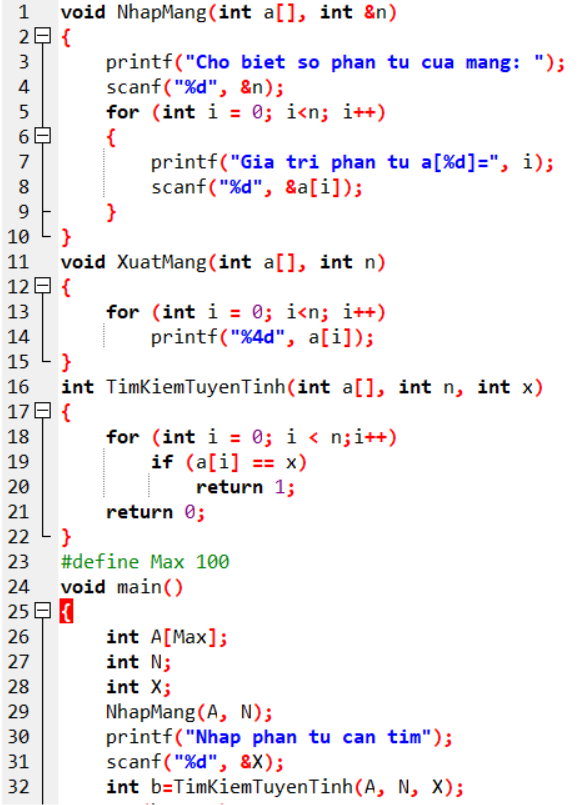 1 void NhapMang(int a[], int &n)
2 {
3 printf("Cho biet so phan tu cua mang: ");
4 scanf("%d", &n);
5 for (int i = 0; i<n; i++)
6 {
7 printf("Gia tri phan tu a[%d]=", i);
8 scanf("%d", &a[i]);
9 }
10 }
11 void XuatMang(int a[], int n)
12 {
13 for (int i = 0; i<n; i++)
14 printf("%4d", a[i]);
15 }
16 int TimKiemTuyenTinh(int a[], int n, int x)
17 {
18 for (int i = 0; i < n;i++)
19 if (a[i] == x)
20 return 1;
21 return 0;
22 }
23 #define Max 100
24 void main()
25 {
26 int A[Max];
27 int N;
28 int X;
29 NhapMang(A, N);
30 printf("Nhap phan tu can tim");
31 scanf("%d", &X);
32 int b=TimKiemTuyenTinh(A, N, X);